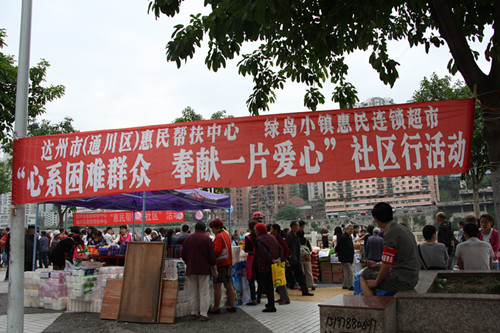 达州市(通川区)惠民帮扶中心 绿岛小镇惠民连锁超市
“心系困难群众 奉献一片爱心”社区行活动